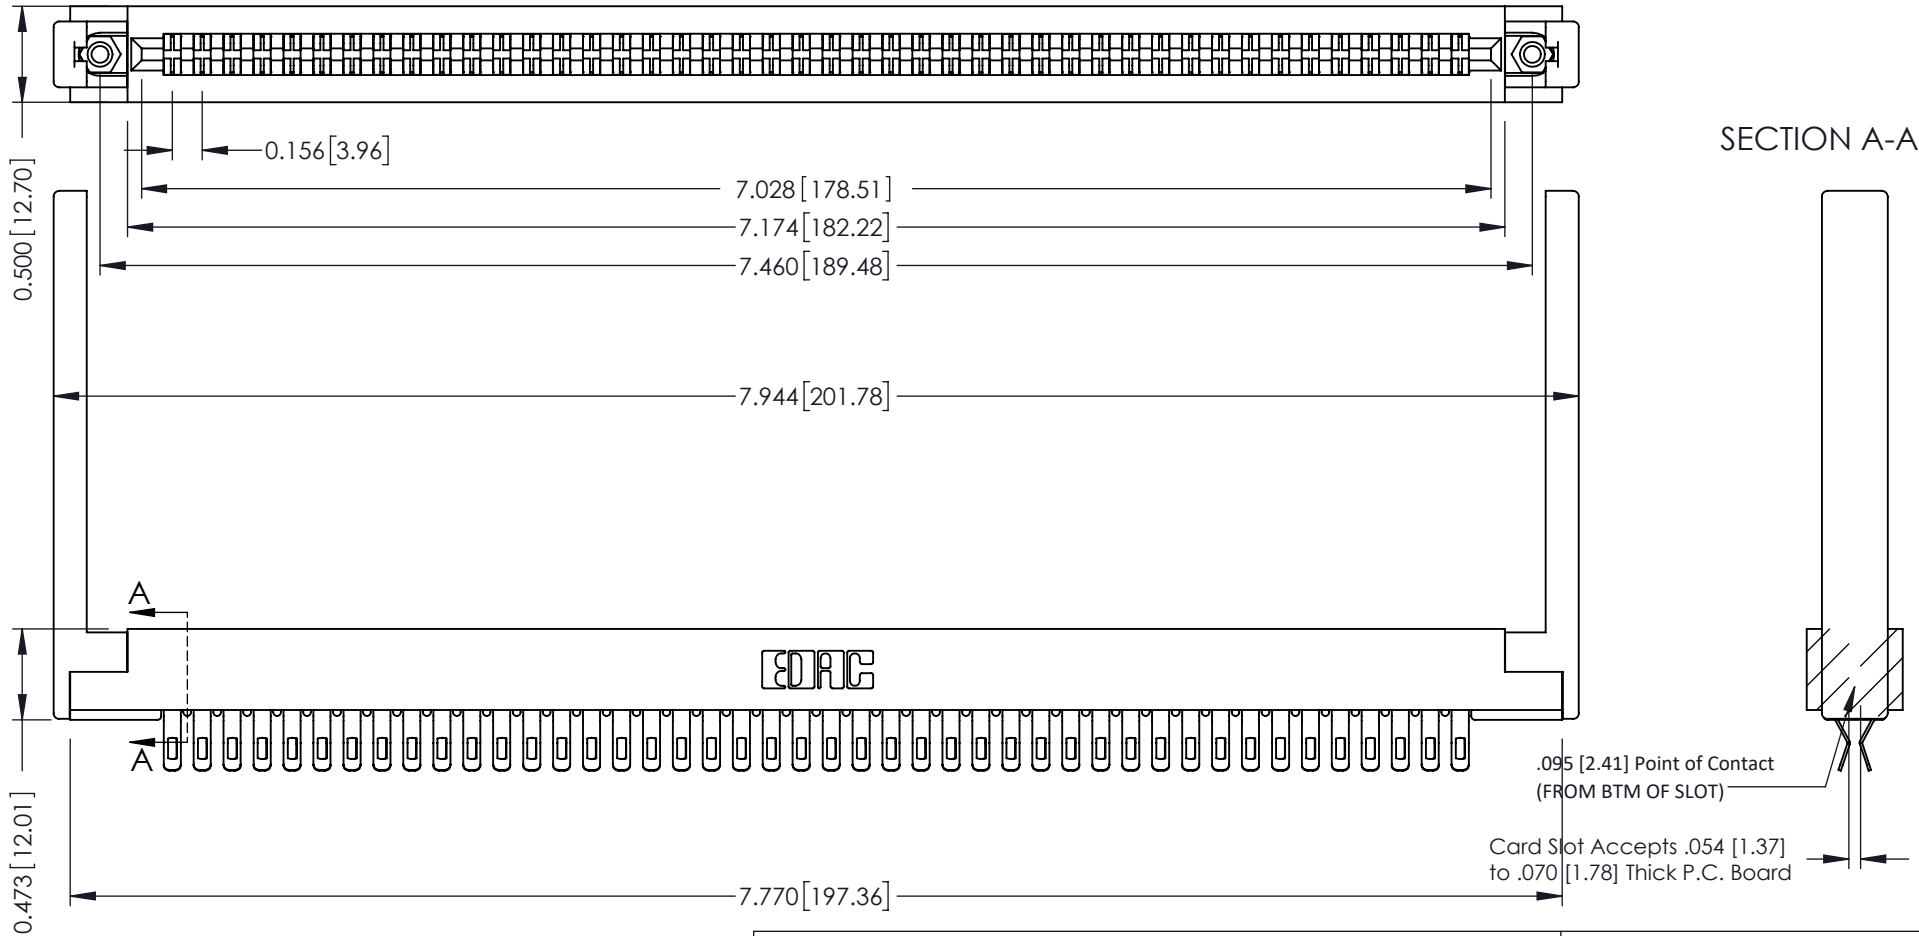 0.500 [12.70]
0.156 [3.96]
SECTION A-A
7.028 [178.51]
7.174 [182.22]
7.460 [189.48]
7.944 [201.78]
A
EDAC
A
.095 [2.41] Point of Contact
(FROM BTM OF SLOT)
0.473 [12.01]
Card Slot Accepts .054 [1.37]
to .070 [1.78] Thick P.C. Board
7.770 [197.36]